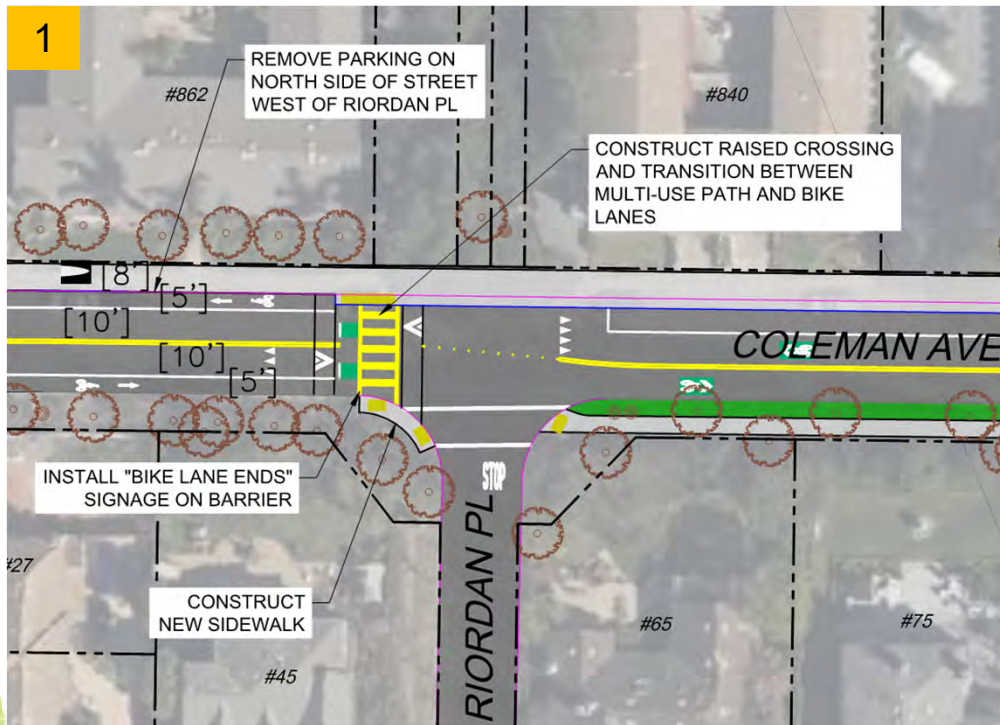 1
REMOVE PARKING ON
NORTH SIDE OF STREET
WEST OF RIORDAN PL
#862
#840
CONSTRUCT RAISED CROSSING
AND TRANSITION BETWEEN
MULTI-USE PATH AND BIKE
LANES
[8']
[5']
[10']
[10']
[5']
COLEMAN AVE
INSTALL "BIKE LANE ENDS"
SIGNAGE ON BARRIER
STOP
RIORDAN PL
#27
CONSTRUCT
NEW SIDEWALK
#45
#65
#75